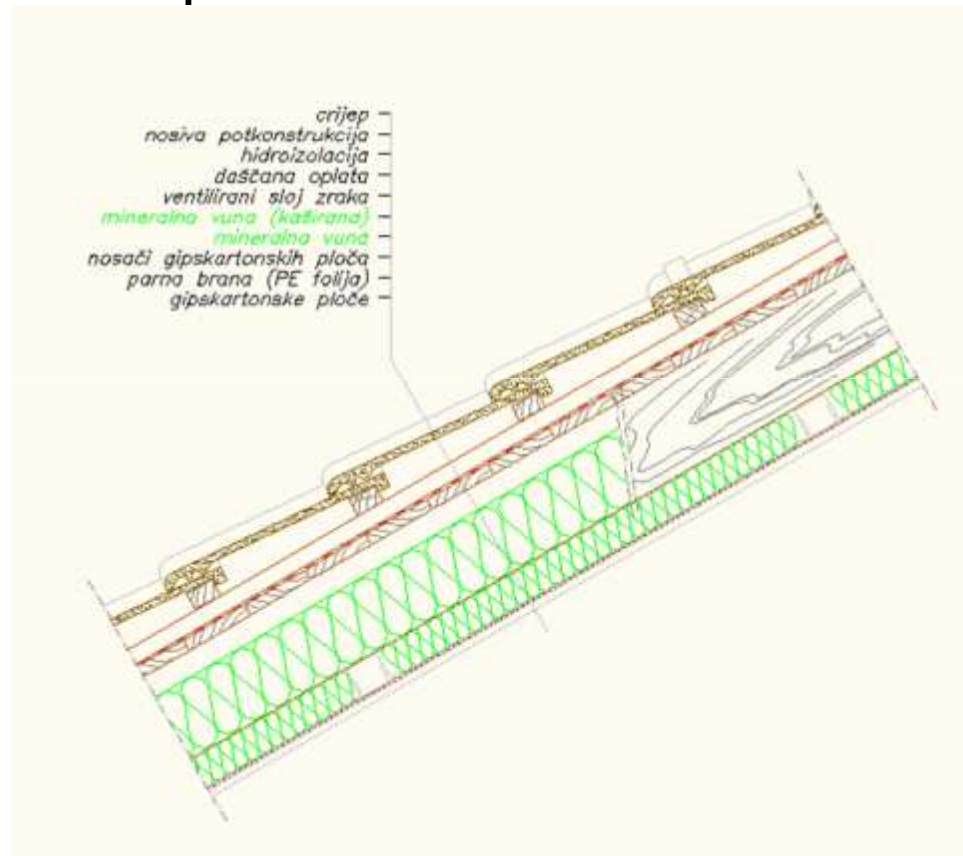 crijep
nosiva potkonstrukcija
hidroizolacija
daščana oplata
ventilirani sloj zraka
mineralna vuna (kaširana)
mineralna vuna
nosači gipskartonskih ploča
parna brana (PE folija)
gipskartonske ploče